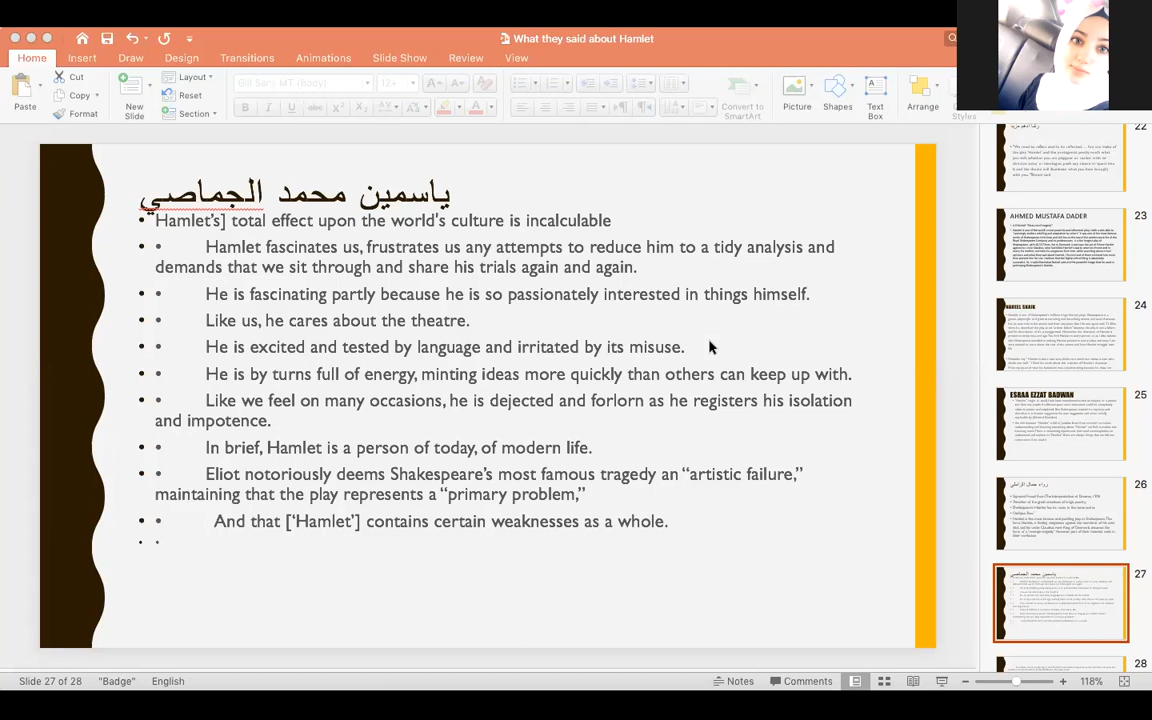 What they said about Hamlet
Home Insert Draw Design Transitions Animations Slide Show Review View
Paste
Cut
Copy
Format
New
Slide
Layout
Reset
Section
Gill Sans MT (Body) 12+
Convert to
SmartArt
Picture
Shapes
Text
Box
Arrange
Styles
ياسمين محمد الجماصي
• Hamlet's] total effect upon the world's culture is incalculable
• • Hamlet fascinates, frustrates us any attempts to reduce him to a tidy analysis and
demands that we sit through and share his trials again and again.
• • He is fascinating partly because he is so passionately interested in things himself.
• • Like us, he cares about the theatre.
• • He is excited and tested by language and irritated by its misuse.
• • He is by turns full of energy, minting ideas more quickly than others can keep up with.
• • Like we feel on many occasions, he is dejected and forlorn as he registers his isolation
and impotence.
• • In brief, Hamlet is a person of today, of modern life.
• • Eliot notoriously deems Shakespeare's most famous tragedy an “artistic failure,”
maintaining that the play represents a “primary problem,”
• • And that [‘Hamlet’] contains certain weaknesses as a whole.
• •
22
23
AHMED MUSTAFA DADER
24
25
ESRAA EZZAT BADWAN
26
27
ياسمين محمد الجماصي
28
Slide 27 of 28 "Badge" English
Notes Comments 118%